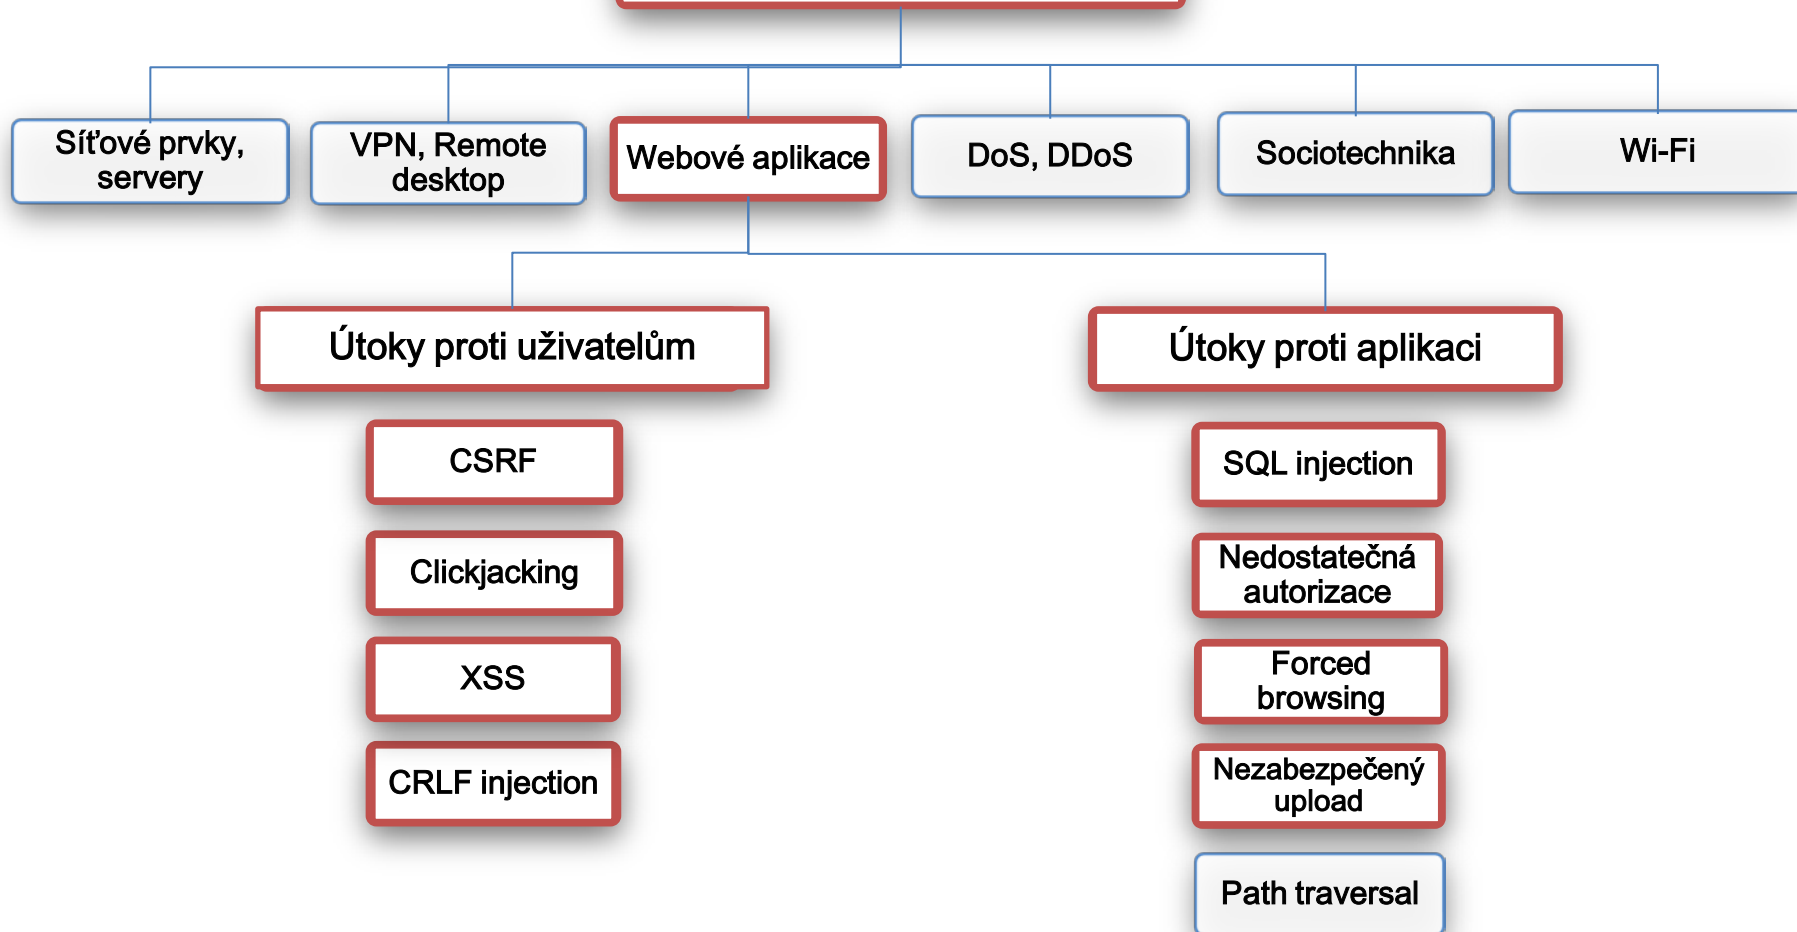 Síťové prvky,
servery
VPN, Remote
desktop
Webové aplikace
DoS, DDoS
Sociotechnika
Wi-Fi
Útoky proti uživatelům
Útoky proti aplikaci
CSRF
Clickjacking
XSS
CRLF injection
SQL injection
Nedostatečná
autorizace
Forced
browsing
Nezabezpečený
upload
Path traversal